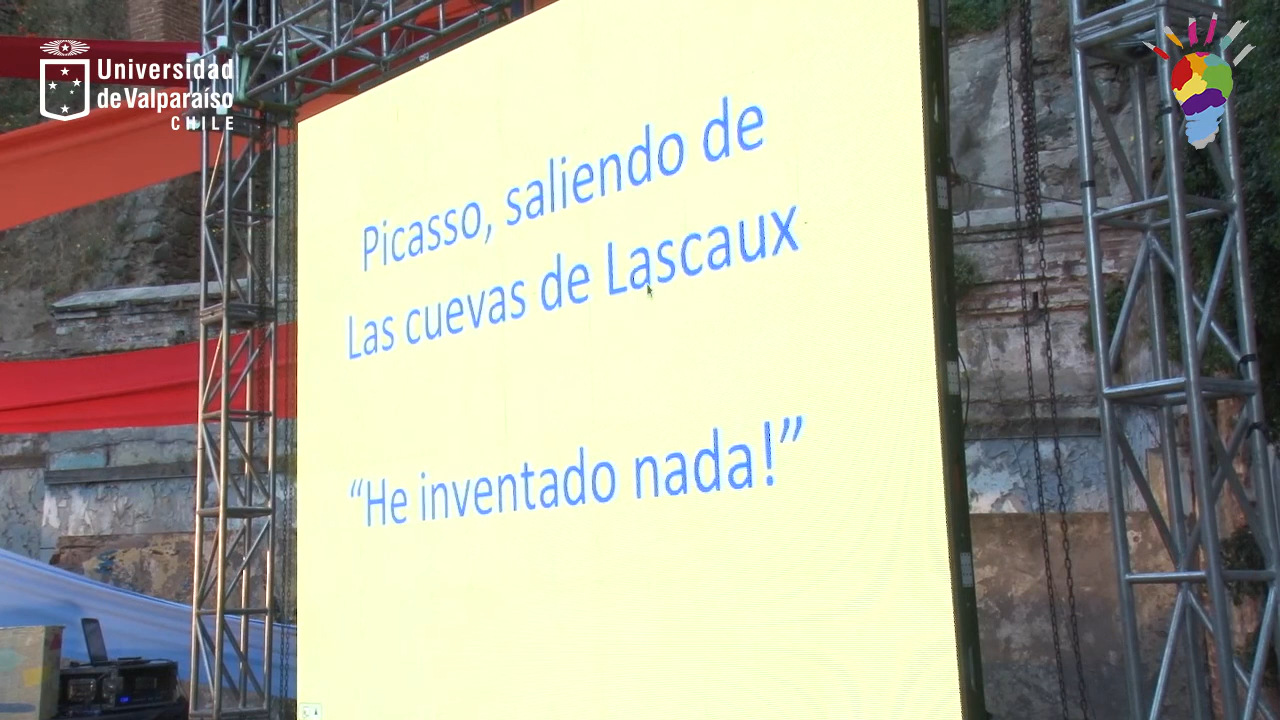 Universidad
de Valparaíso
CHILE
Picasso, saliendo de
Las cuevas de Lascaux
“He inventado nada!”